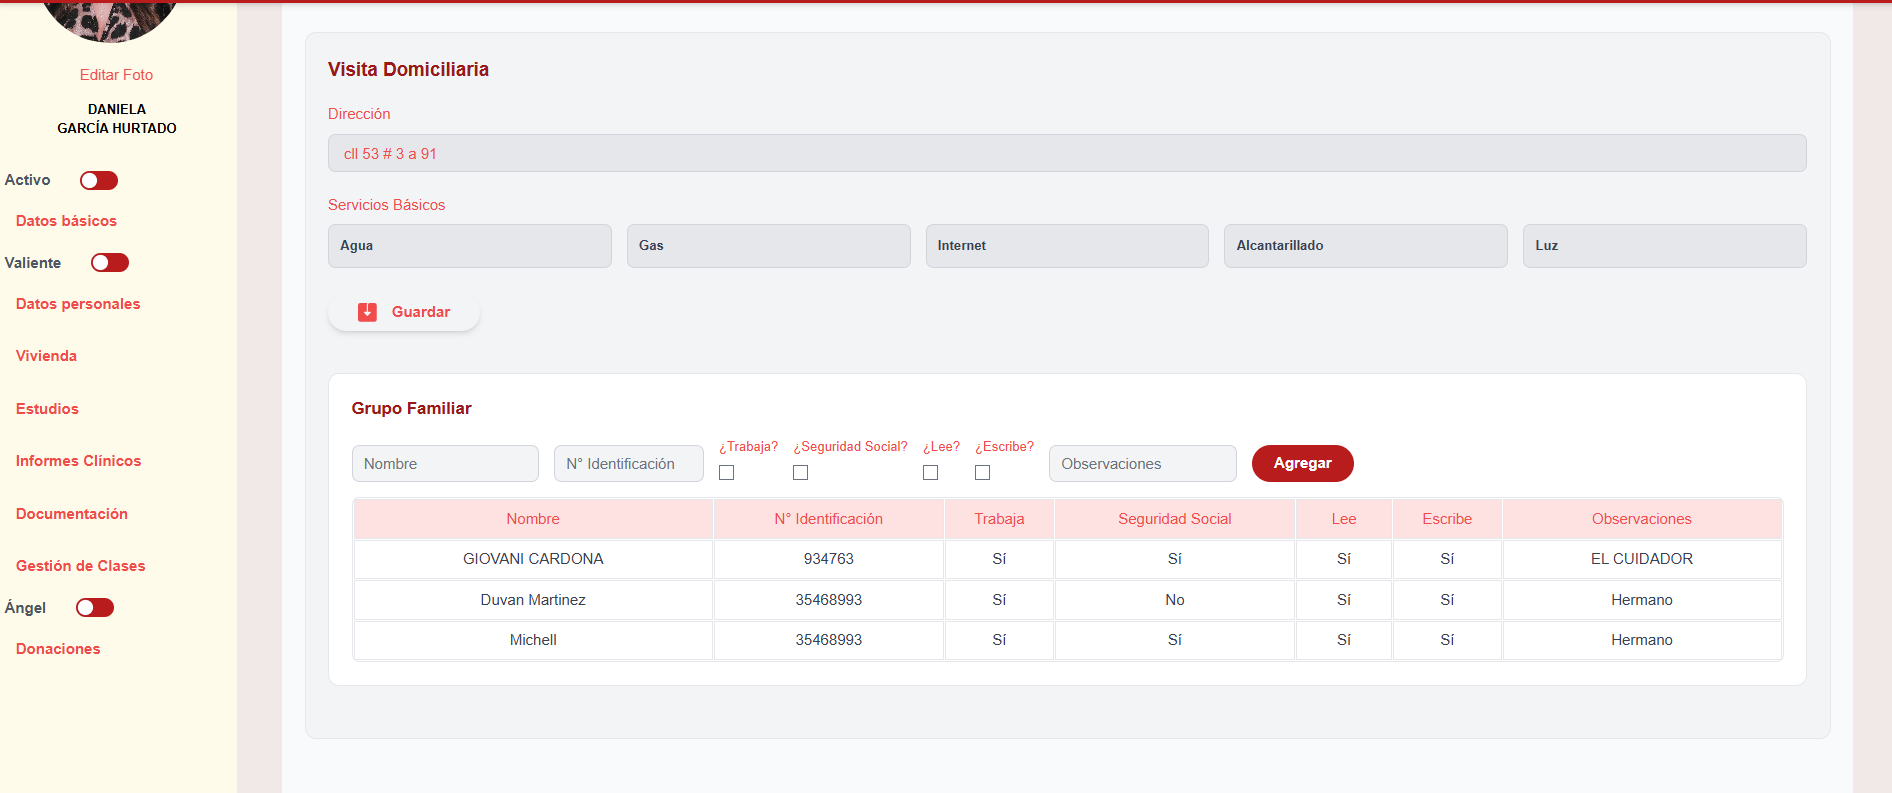 Editar Foto
DANIELA
GARCÍA HURTADO
Activo
Datos básicos
Valiente
Datos personales
Vivienda
Estudios
Informes Clínicos
Documentación
Gestión de Clases
Ángel
Donaciones
Visita Domiciliaria
Dirección
cll 53 # 3 a 91
Servicios Básicos
Agua Gas Internet Alcantarillado Luz
Guardar
Grupo Familiar
¿Trabaja? ¿Seguridad Social? ¿Lee? ¿Escribe?
Nombre N° Identificación Observaciones Agregar
Nombre N° Identificación Trabaja Seguridad Social Lee Escribe Observaciones
GIOVANI CARDONA 934763 Sí Sí Sí Sí EL CUIDADOR
Duvan Martinez 35468993 Sí No Sí Sí Hermano
Michell 35468993 Sí Sí Sí Sí Hermano